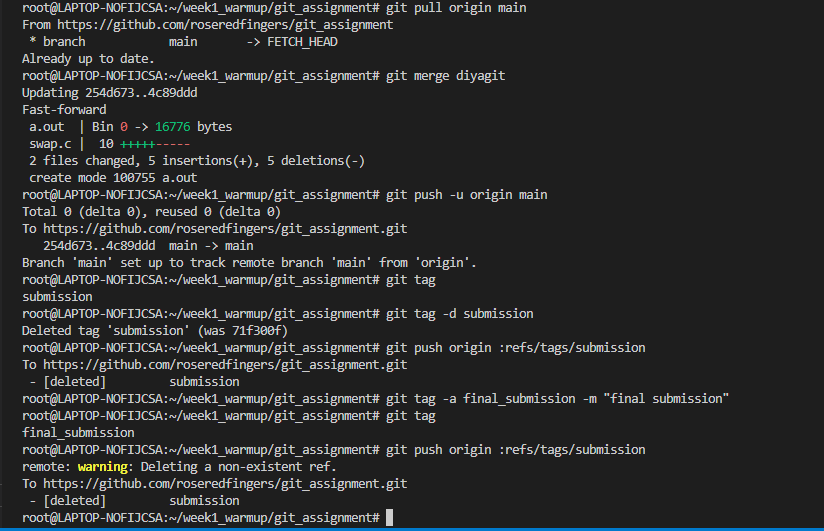 root@LAPTOP-NOFIJCSA:~/week1_warmup/git_assignment# git pull origin main
From https://github.com/roseredfingers/git_assignment
 * branch            main       -> FETCH_HEAD
Already up to date.
root@LAPTOP-NOFIJCSA:~/week1_warmup/git_assignment# git merge diyagit
Updating 254d673..4c89ddd
Fast-forward
 a.out  | Bin 0 -> 16776 bytes
 swap.c |  10 +++++-----
 2 files changed, 5 insertions(+), 5 deletions(-)
 create mode 100755 a.out
root@LAPTOP-NOFIJCSA:~/week1_warmup/git_assignment# git push -u origin main
Total 0 (delta 0), reused 0 (delta 0)
To https://github.com/roseredfingers/git_assignment.git
   254d673..4c89ddd  main -> main
Branch 'main' set up to track remote branch 'main' from 'origin'.
root@LAPTOP-NOFIJCSA:~/week1_warmup/git_assignment# git tag
submission
root@LAPTOP-NOFIJCSA:~/week1_warmup/git_assignment# git tag -d submission
Deleted tag 'submission' (was 71f300f)
root@LAPTOP-NOFIJCSA:~/week1_warmup/git_assignment# git push origin :refs/tags/submission
To https://github.com/roseredfingers/git_assignment.git
 - [deleted]         submission
root@LAPTOP-NOFIJCSA:~/week1_warmup/git_assignment# git tag -a final_submission -m "final submission"
root@LAPTOP-NOFIJCSA:~/week1_warmup/git_assignment# git tag
final_submission
root@LAPTOP-NOFIJCSA:~/week1_warmup/git_assignment# git push origin :refs/tags/submission
remote: warning: Deleting a non-existent ref.
To https://github.com/roseredfingers/git_assignment.git
 - [deleted]         submission
root@LAPTOP-NOFIJCSA:~/week1_warmup/git_assignment#